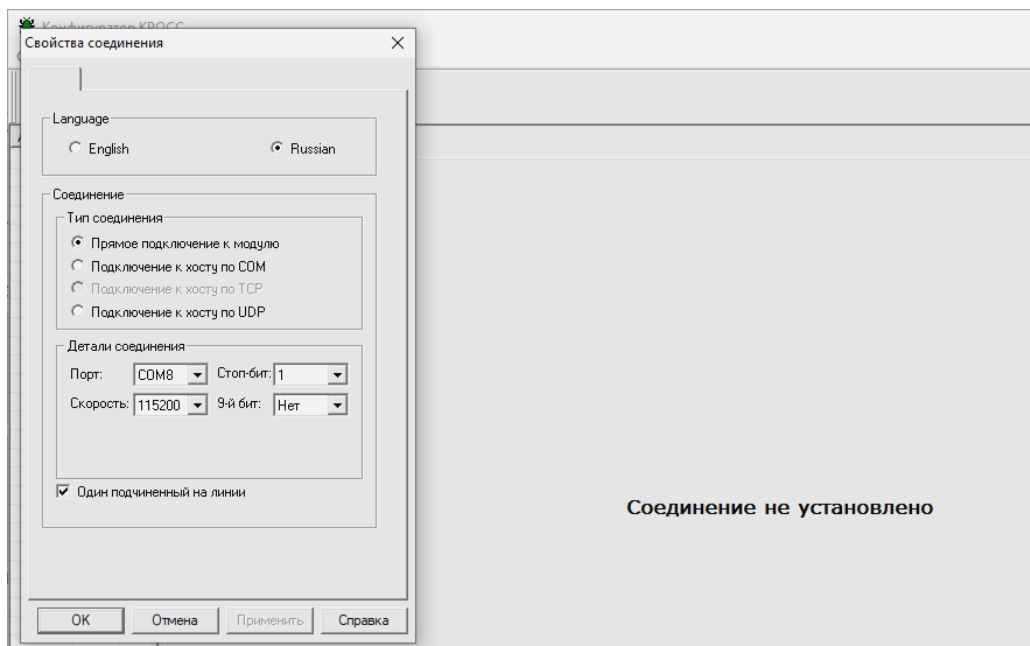 Конфигуратор КРОСС
Свойства соединения
Language
English
Russian
Соединение
Тип соединения
Прямое подключение к модулю
Подключение к хосту по COM
Подключение к хосту по TCP
Подключение к хосту по UDP
Детали соединения
Порт: COM8 Стоп-бит: 1
Скорость: 115200 9-й бит: Нет
Один подчиненный на линии
Соединение не установлено
OK Отмена Применить Справка